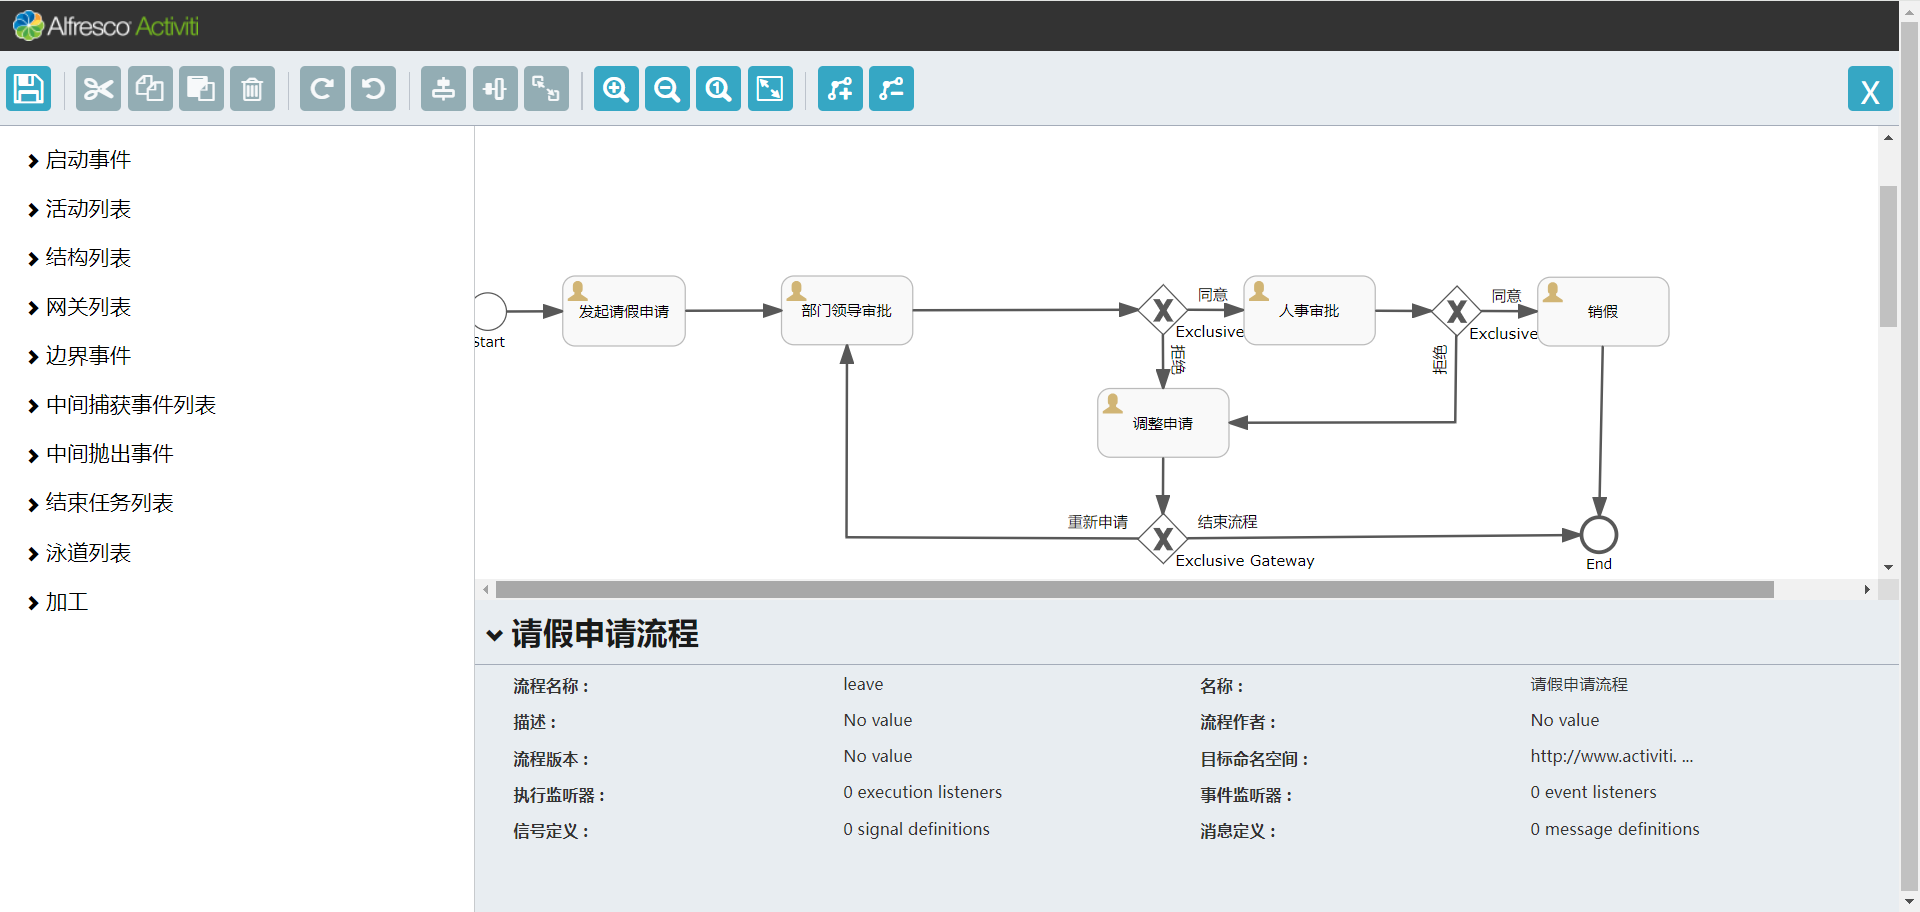 Alfresco Activiti
X
启动事件
活动列表
结构列表
网关列表
边界事件
中间捕获事件列表
中间抛出事件
结束任务列表
泳道列表
加工
Start
发起请假申请
部门领导审批
同意
Exclusive
拒绝
人事审批
同意
Exclusive
拒绝
销假
调整申请
重新申请
结束流程
Exclusive Gateway
End
请假申请流程
流程名称： leave 名称： 请假申请流程
描述： No value 流程作者： No value
流程版本： No value 目标命名空间： http://www.activiti. ...
执行监听器： 0 execution listeners 事件监听器： 0 event listeners
信号定义： 0 signal definitions 消息定义： 0 message definitions